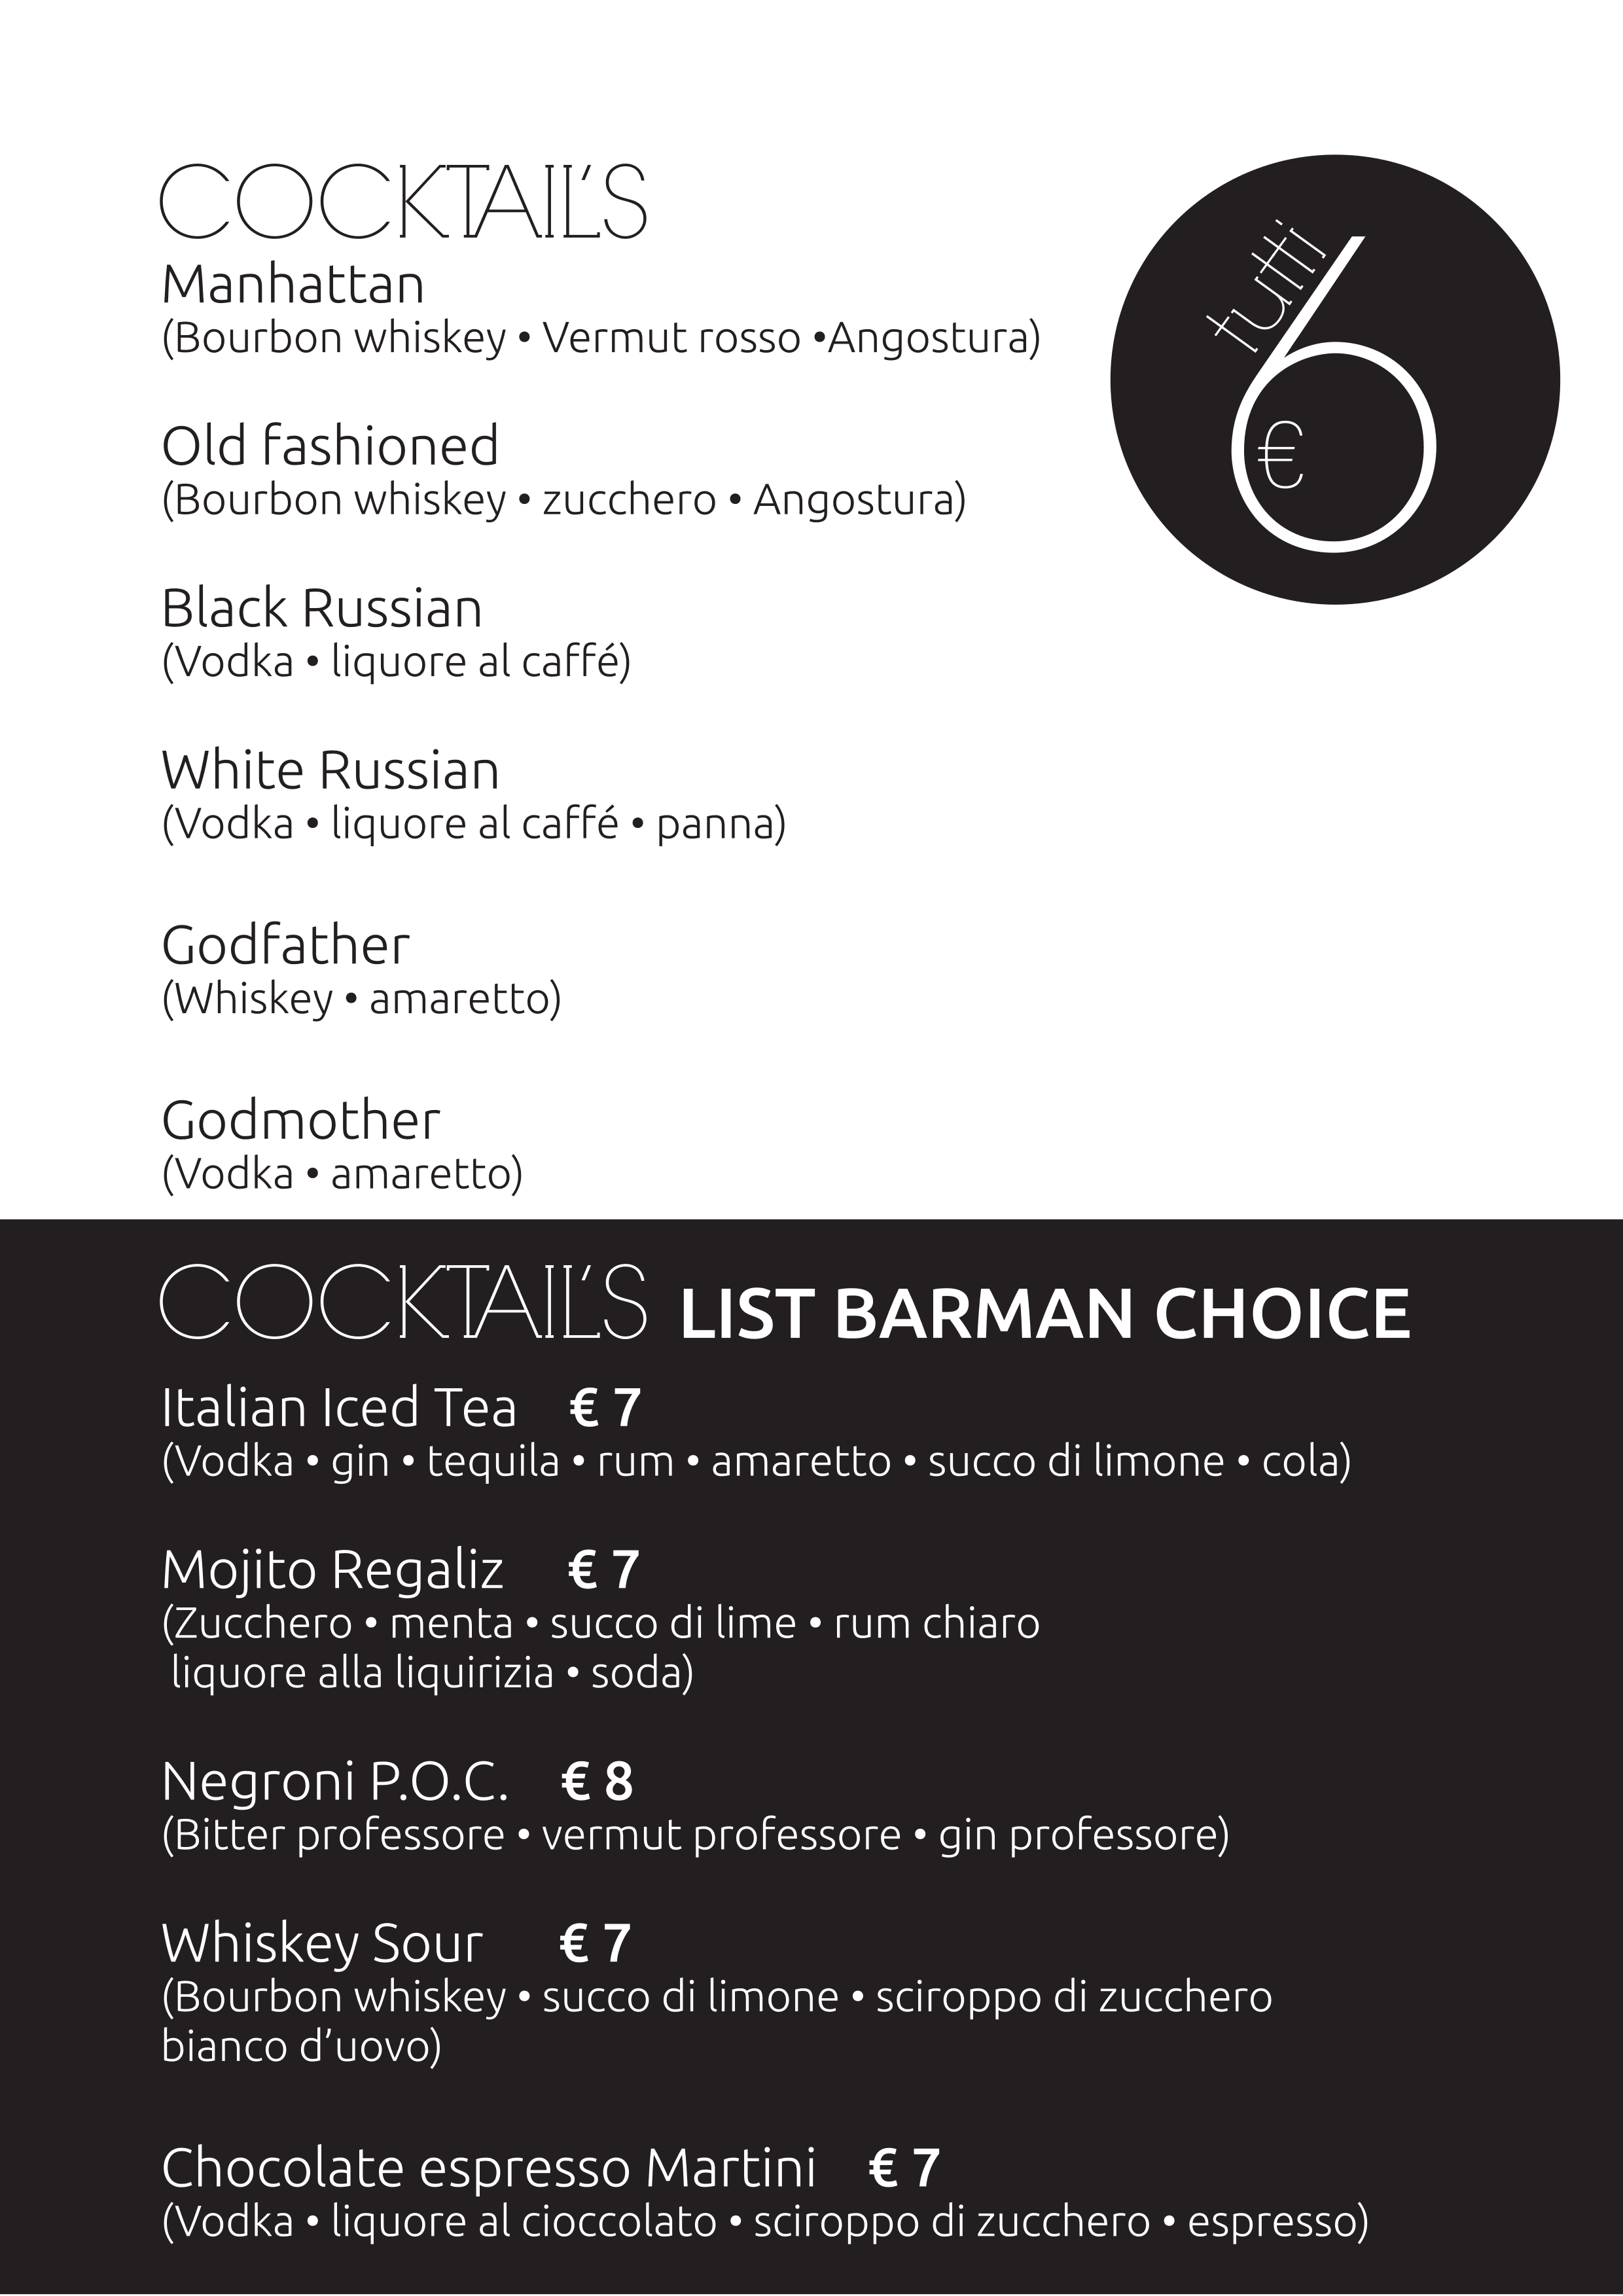 COCKTAIL'S
Manhattan
(Bourbon whiskey • Vermut rosso •Angostura)
Old fashioned
(Bourbon whiskey • zucchero • Angostura)
Black Russian
(Vodka • liquore al caffé)
White Russian
(Vodka • liquore al caffé • panna)
Godfather
(Whiskey • amaretto)
Godmother
(Vodka • amaretto)
tutti
6
€
COCKTAIL'S LIST BARMAN CHOICE
Italian Iced Tea € 7
(Vodka • gin • tequila • rum • amaretto • succo di limone • cola)
Mojito Regaliz € 7
(Zucchero • menta • succo di lime • rum chiaro
liquore alla liquirizia • soda)
Negroni P.O.C. € 8
(Bitter professore • vermut professore • gin professore)
Whiskey Sour € 7
(Bourbon whiskey • succo di limone • sciroppo di zucchero
bianco d’uovo)
Chocolate espresso Martini € 7
(Vodka • liquore al cioccolato • sciroppo di zucchero • espresso)